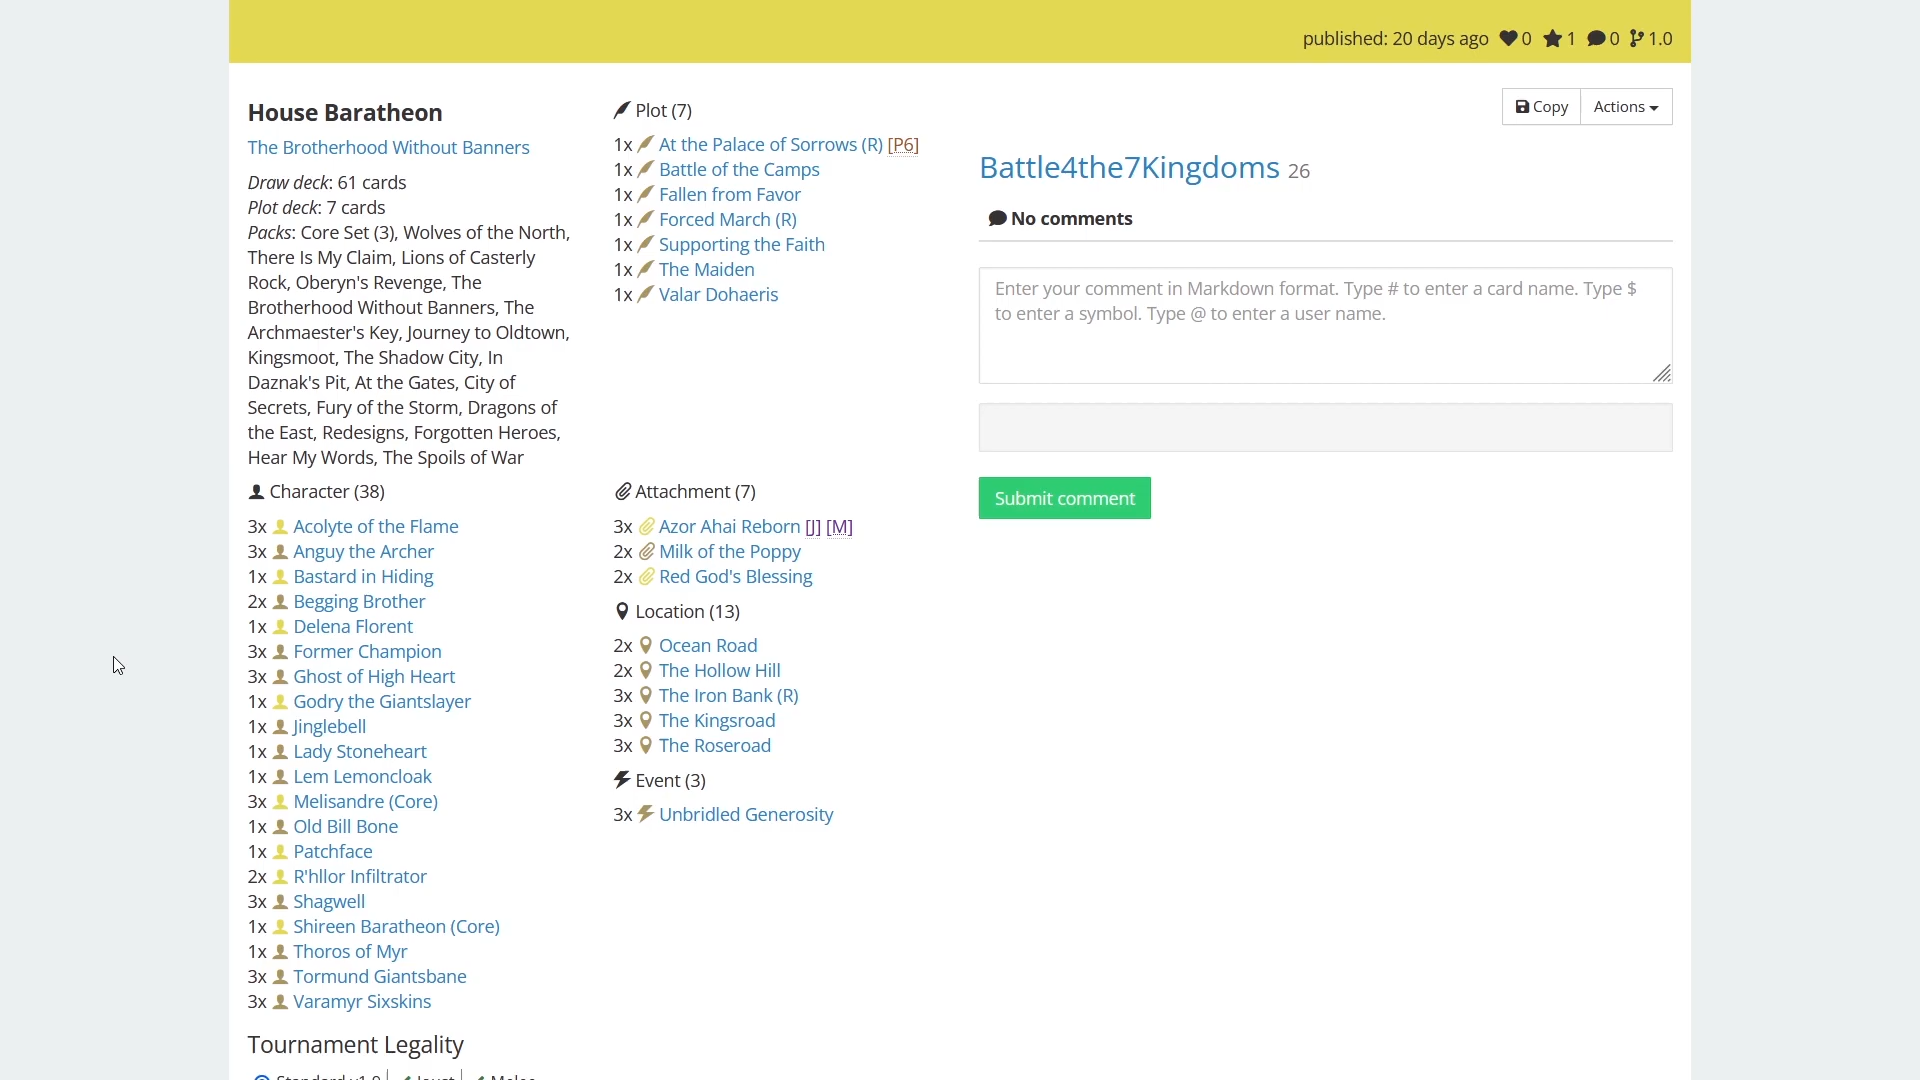 published: 20 days ago 0 1 0 1.0
House Baratheon
The Brotherhood Without Banners
Draw deck: 61 cards
Plot deck: 7 cards
Packs: Core Set (3), Wolves of the North,
There Is My Claim, Lions of Casterly
Rock, Oberyn's Revenge, The
Brotherhood Without Banners, The
Archmaester's Key, Journey to Oldtown,
Kingsmoot, The Shadow City, In
Daznak's Pit, At the Gates, City of
Secrets, Fury of the Storm, Dragons of
the East, Redesigns, Forgotten Heroes,
Hear My Words, The Spoils of War
Plot (7)
1x At the Palace of Sorrows (R) [P6]
1x Battle of the Camps
1x Fallen from Favor
1x Forced March (R)
1x Supporting the Faith
1x The Maiden
1x Valar Dohaeris
Character (38)
3x Acolyte of the Flame
3x Anguy the Archer
1x Bastard in Hiding
2x Begging Brother
1x Delena Florent
3x Former Champion
3x Ghost of High Heart
1x Godry the Giantslayer
1x Jinglebell
1x Lady Stoneheart
1x Lem Lemoncloak
3x Melisandre (Core)
1x Old Bill Bone
1x Patchface
2x R'hllor Infiltrator
3x Shagwell
1x Shireen Baratheon (Core)
1x Thoros of Myr
3x Tormund Giantsbane
3x Varamyr Sixskins
Attachment (7)
3x Azor Ahai Reborn [J] [M]
2x Milk of the Poppy
2x Red God's Blessing
Location (13)
2x Ocean Road
2x The Hollow Hill
3x The Iron Bank (R)
3x The Kingsroad
3x The Roseroad
Event (3)
3x Unbridled Generosity
Tournament Legality
Standard v1.0 Joust Melee
Copy Actions
Battle4the7Kingdoms 26
No comments
Enter your comment in Markdown format. Type # to enter a card name. Type $
to enter a symbol. Type @ to enter a user name.
Submit comment